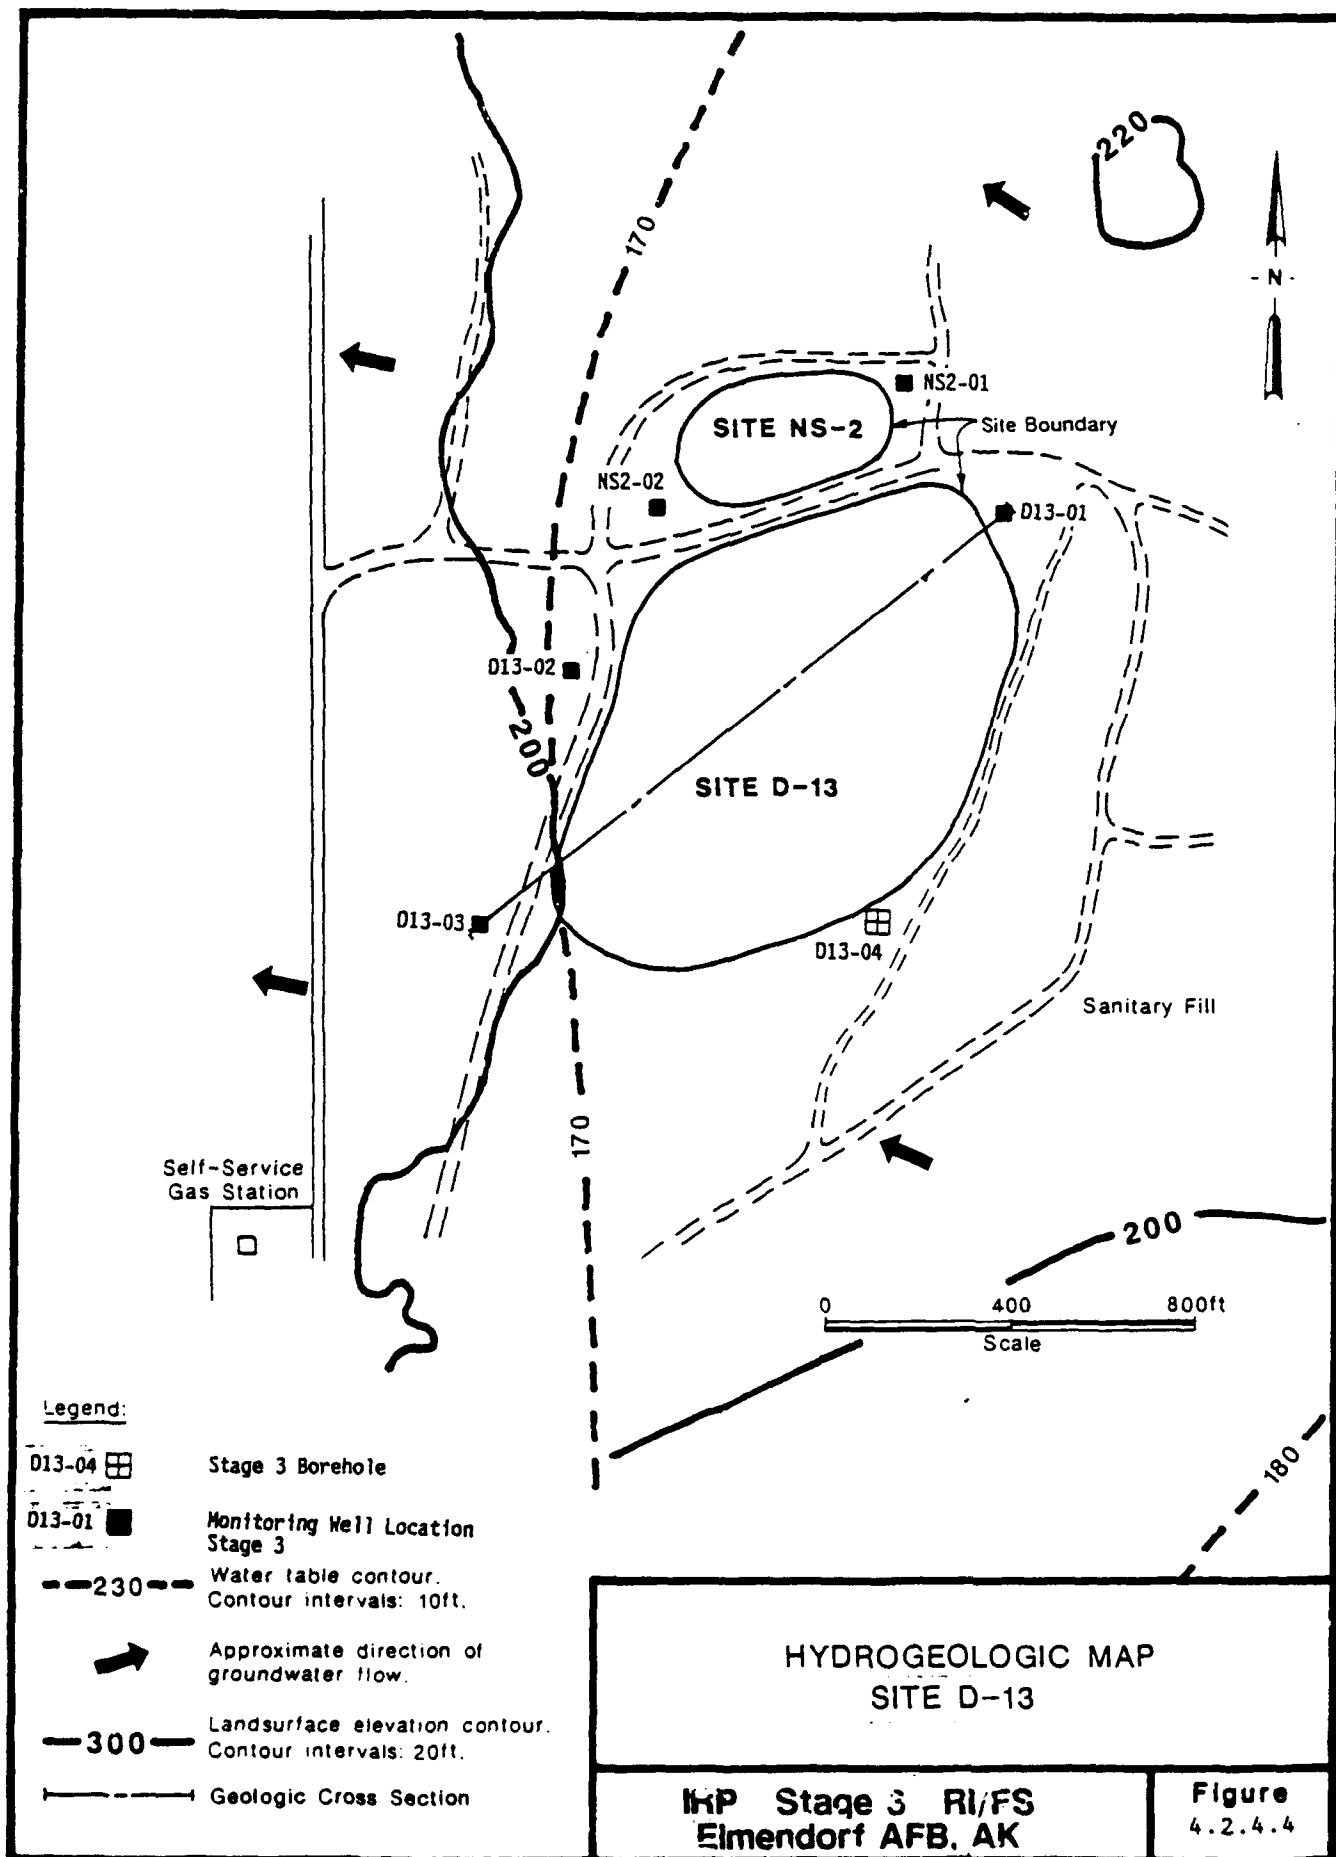 220
170
- N -
NS2-01
SITE NS-2
Site Boundary
NS2-02
D13-01
D13-02
200
SITE D-13
D13-03
D13-04
Sanitary Fill
170
Self-Service
Gas Station
200
0 400 800ft
Scale
180
Legend:
D13-04 Stage 3 Borehole
D13-01 Monitoring Well Location
Stage 3
230 Water table contour.
Contour intervals: 10ft.
Approximate direction of
groundwater flow.
300 Landsurface elevation contour.
Contour intervals: 20ft.
Geologic Cross Section
HYDROGEOLOGIC MAP
SITE D-13
IRP Stage 3 RI/FS
Elmendorf AFB, AK
Figure
4.2.4.4